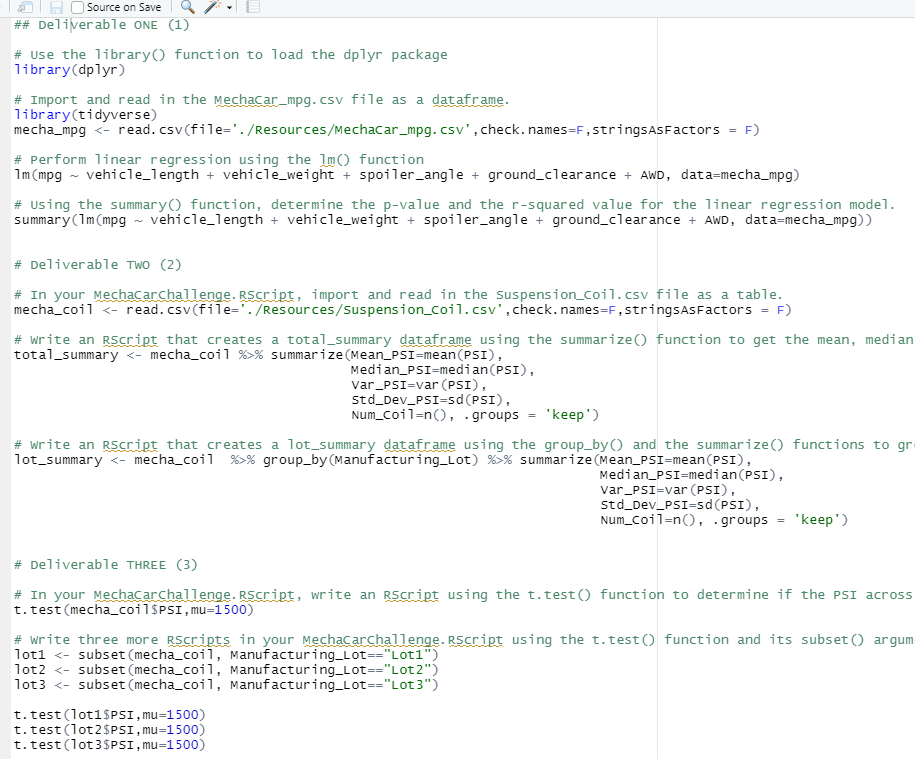 Source on Save
## Deliverable ONE (1)
# Use the library() function to load the dplyr package
library(dplyr)
# Import and read in the MechaCar_mpg.csv file as a dataframe.
library(tidyverse)
mecha_mpg <- read.csv(file='./Resources/MechaCar_mpg.csv',check.names=F,stringsAsFactors = F)
# Perform linear regression using the lm() function
lm(mpg ~ vehicle_length + vehicle_weight + spoiler_angle + ground_clearance + AWD, data=mecha_mpg)
# Using the summary() function, determine the p-value and the r-squared value for the linear regression model.
summary(lm(mpg ~ vehicle_length + vehicle_weight + spoiler_angle + ground_clearance + AWD, data=mecha_mpg))
# Deliverable TWO (2)
# In your MechaCarChallenge.RScript, import and read in the Suspension_Coil.csv file as a table.
mecha_coil <- read.csv(file='./Resources/Suspension_Coil.csv',check.names=F,stringsAsFactors = F)
# Write an RScript that creates a total_summary dataframe using the summarize() function to get the mean, median
total_summary <- mecha_coil %>% summarize(Mean_PSI=mean(PSI),
Median_PSI=median(PSI),
Var_PSI=var(PSI),
Std_Dev_PSI=sd(PSI),
Num_Coil=n(), .groups = 'keep')
# Write an RScript that creates a lot_summary dataframe using the group_by() and the summarize() functions to gr
lot_summary <- mecha_coil  %>% group_by(Manufacturing_Lot) %>% summarize(Mean_PSI=mean(PSI),
Median_PSI=median(PSI),
Var_PSI=var(PSI),
Std_Dev_PSI=sd(PSI),
Num_Coil=n(), .groups = 'keep')
# Deliverable THREE (3)
# In your MechaCarChallenge.RScript, write an RScript using the t.test() function to determine if the PSI across
t.test(mecha_coil$PSI,mu=1500)
# Write three more RScripts in your MechaCarChallenge.RScript using the t.test() function and its subset() argum
lot1 <- subset(mecha_coil, Manufacturing_Lot=="Lot1")
lot2 <- subset(mecha_coil, Manufacturing_Lot=="Lot2")
lot3 <- subset(mecha_coil, Manufacturing_Lot=="Lot3")
t.test(lot1$PSI,mu=1500)
t.test(lot2$PSI,mu=1500)
t.test(lot3$PSI,mu=1500)